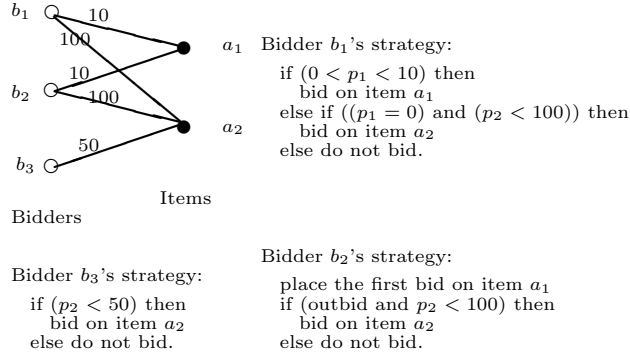 b₁
10
100
a₁
10
b₂
100
a₂
50
b₃
Items
Bidders
Bidder b₁'s strategy:
if (0 < p₁ < 10) then
bid on item a₁
else if ((p₁ = 0) and (p₂ < 100)) then
bid on item a₂
else do not bid.
Bidder b₃'s strategy:
if (p₂ < 50) then
bid on item a₂
else do not bid.
Bidder b₂'s strategy:
place the first bid on item a₁
if (outbid and p₂ < 100) then
bid on item a₂
else do not bid.